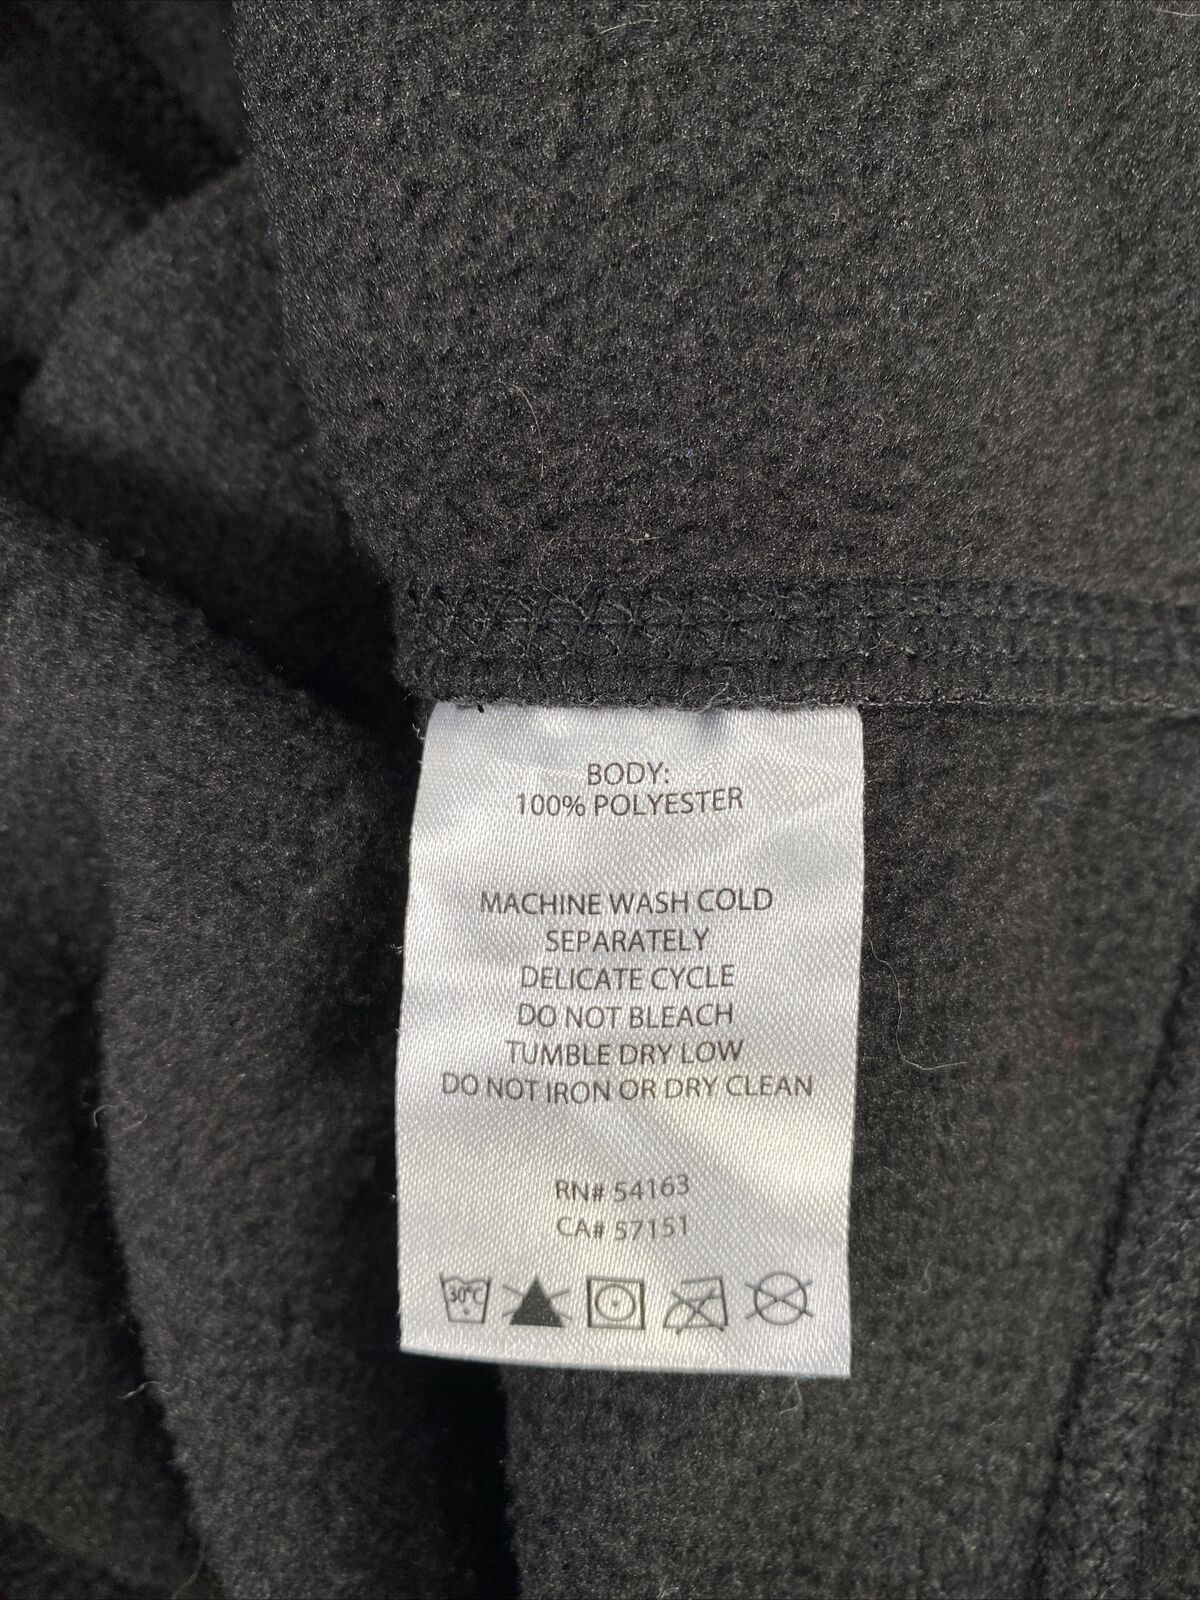 BODY:
100% POLYESTER
MACHINE WASH COLD
SEPARATELY
DELICATE CYCLE
DO NOT BLEACH
TUMBLE DRY LOW
DO NOT IRON OR DRY CLEAN
RN# 54163
CA# 57151
30°C